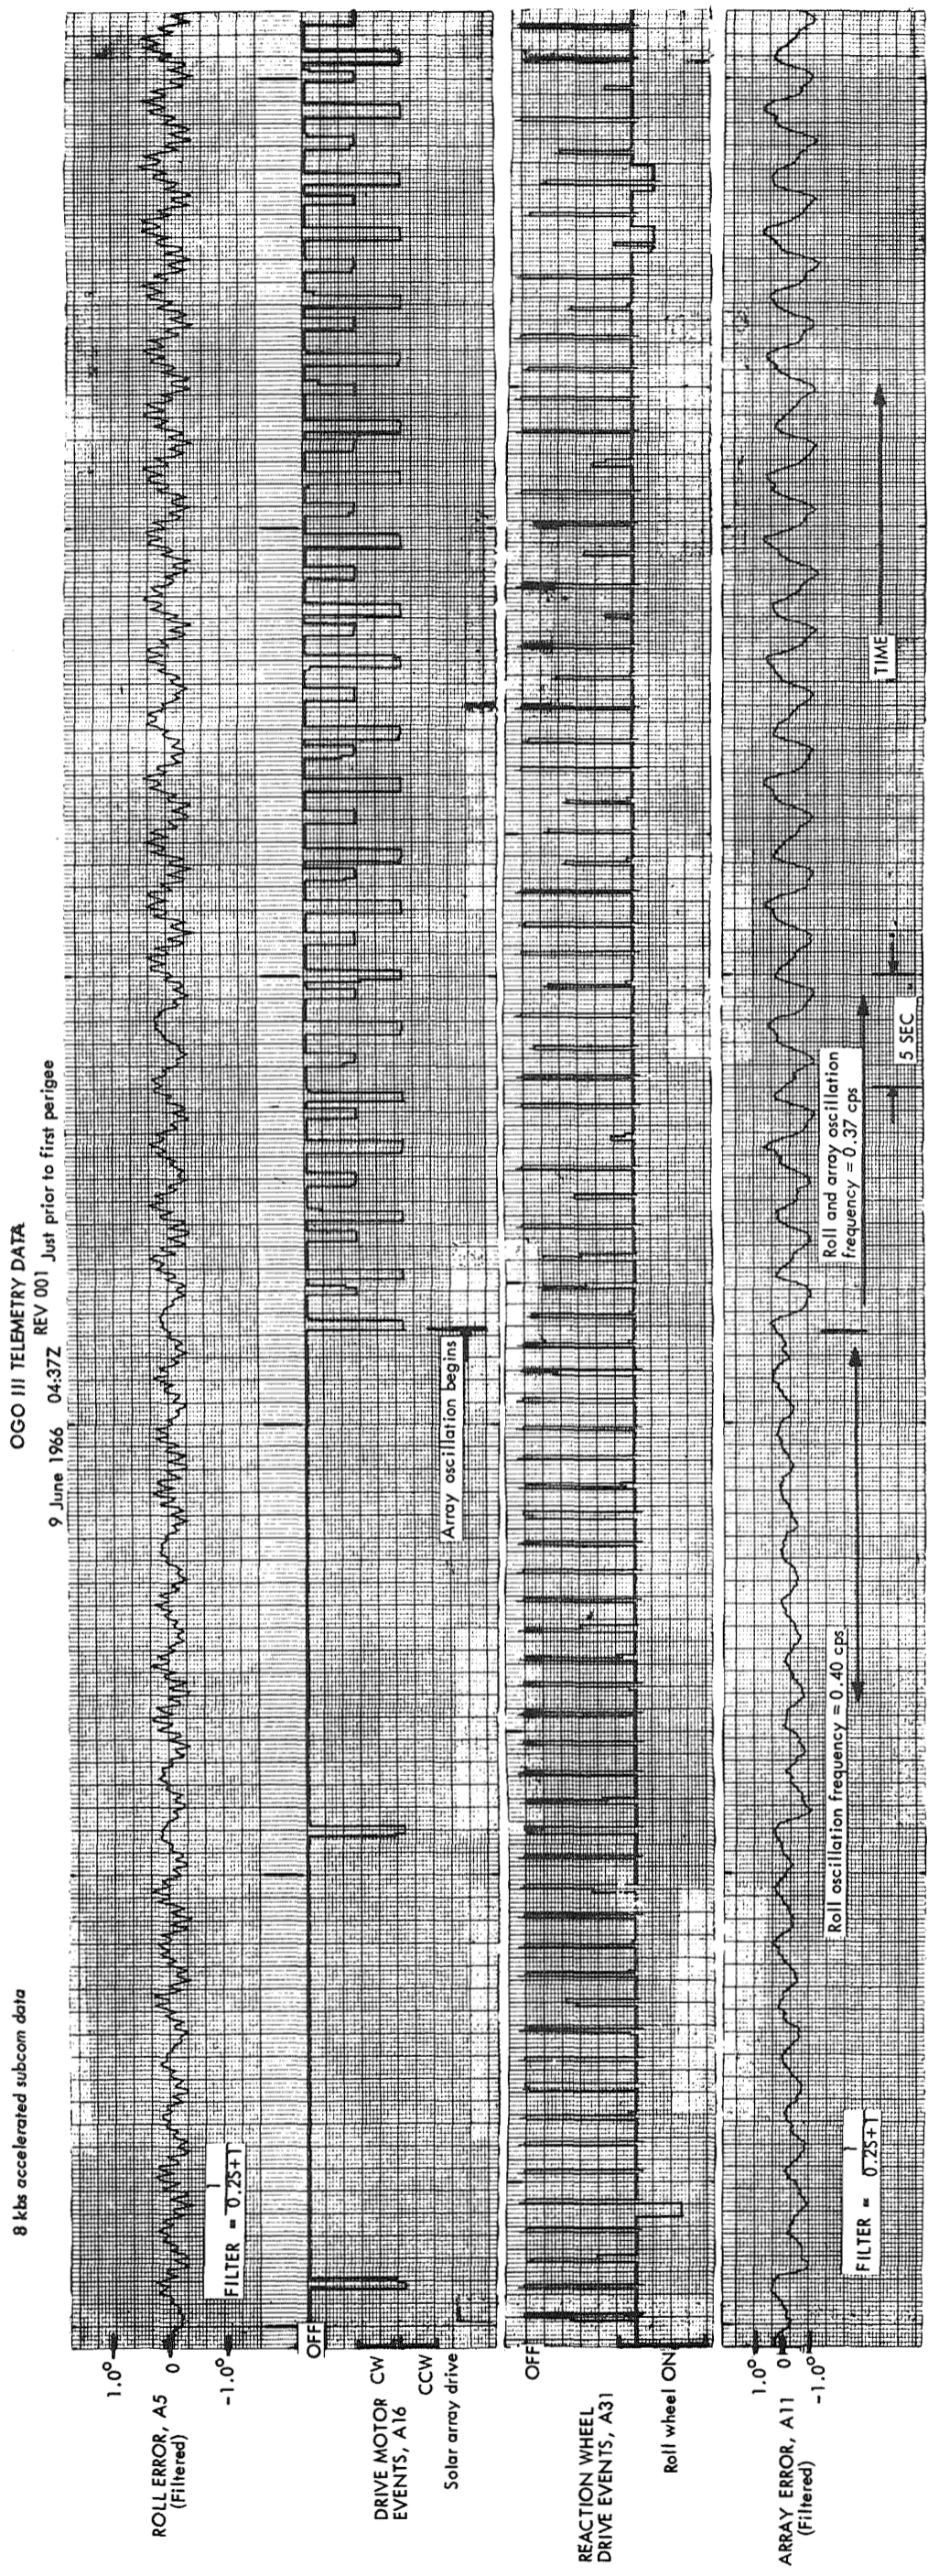 OGO III TELEMETRY DATA
REV 001
9 June 1966 04:37Z Just prior to first perigee
8 kbs accelerated subcom data
1.0°
0
-1.0°
ROLL ERROR, A5
(Filtered)
FILTER = 1
0.2S+1
OFF
CW
CCW
DRIVE MOTOR
EVENTS, A16
Solar array drive
Array oscillation begins
OFF
REACTION WHEEL
DRIVE EVENTS, A31
Roll wheel ON
1.0°
0
-1.0°
ARRAY ERROR, A11
(Filtered)
Roll oscillation frequency = 0.40 cps
Roll and array oscillation
frequency = 0.37 cps
FILTER = 1
0.2S+1
5 SEC
TIME